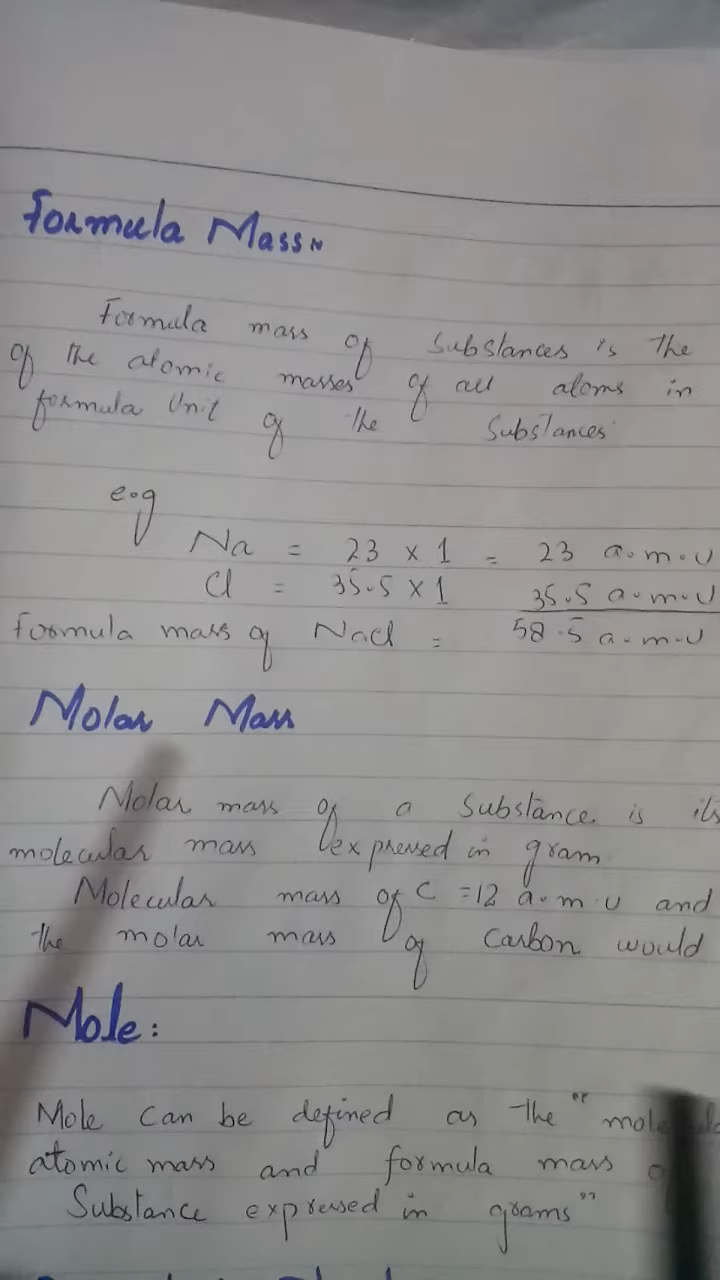 Formula Mass
Formula mass of Substances is the
of the atomic masses of all atoms in
formula Unit of the Substances
e.g
Na = 23 x 1 = 23 a.m.u
Cl = 35.5 x 1 35.5 a.m.u
formula mass of Nacl = 58.5 a.m.u
Molar Mass
Molar mass of a Substance is its
molecular mass expressed in gram
Molecular mass of C = 12 a.m.u and
the molar mass of Carbon would
Mole:
Mole can be defined as the "
atomic mass and formula mass
Substance expressed in grams"